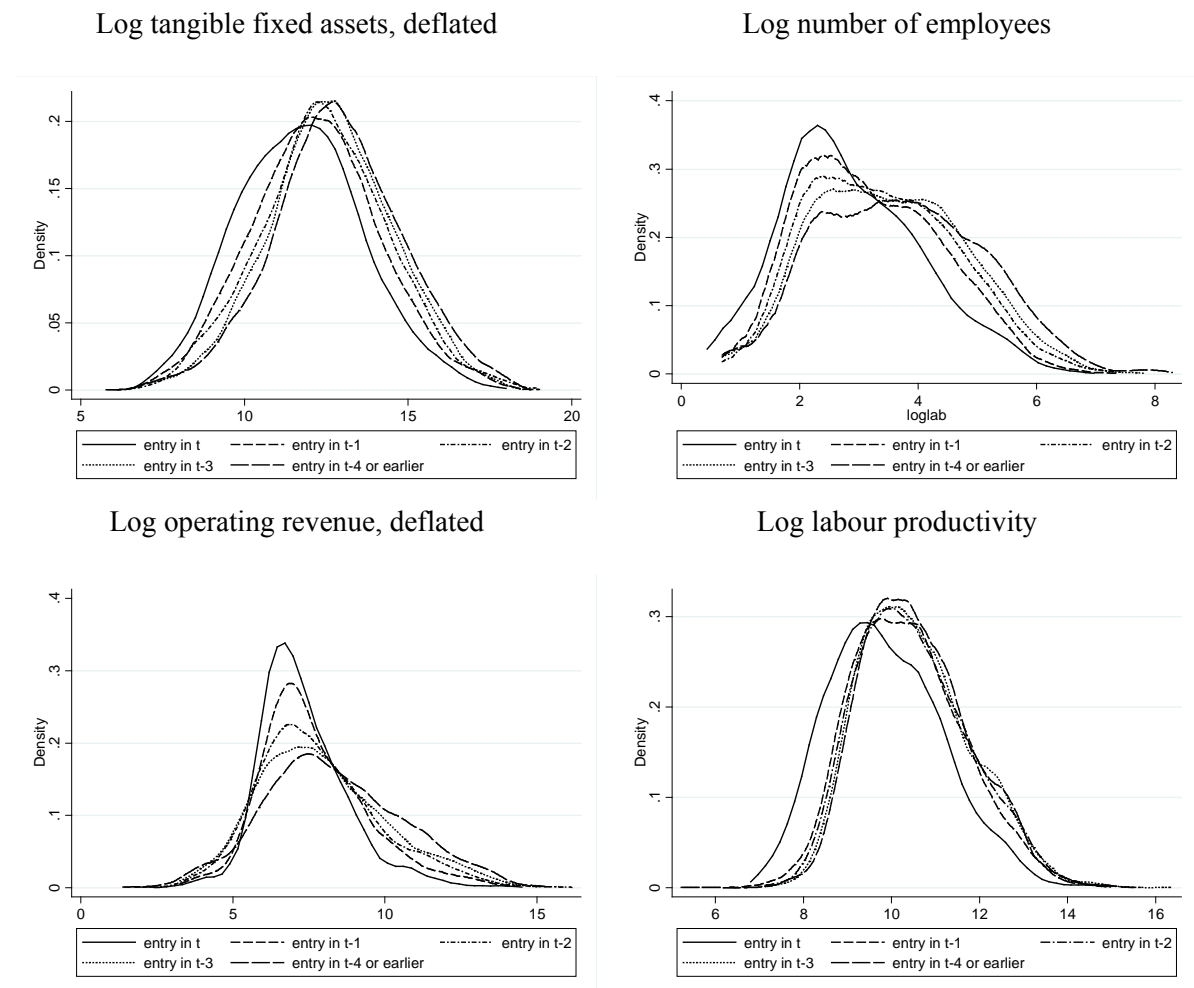 Log tangible fixed assets, deflated
Density
0 .05 .1 .15 .2
5 10 15 20
entry in t entry in t-1 entry in t-2
entry in t-3 entry in t-4 or earlier
Log number of employees
Density
0 .1 .2 .3 .4
0 2 4 6 8
loglab
entry in t entry in t-1 entry in t-2
entry in t-3 entry in t-4 or earlier
Log operating revenue, deflated
Density
0 .1 .2 .3 .4
0 5 10 15
entry in t entry in t-1 entry in t-2
entry in t-3 entry in t-4 or earlier
Log labour productivity
Density
0 .1 .2 .3
6 8 10 12 14 16
entry in t entry in t-1 entry in t-2
entry in t-3 entry in t-4 or earlier